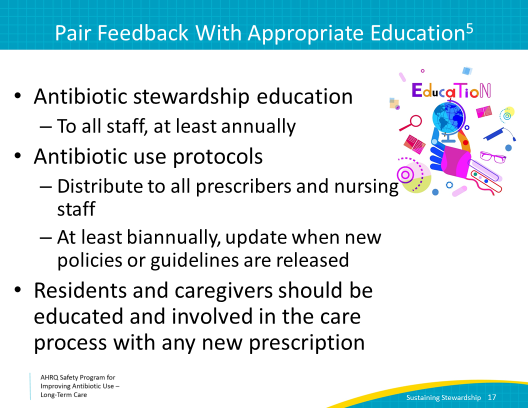 Pair Feedback With Appropriate Education5
EducaTioN
• Antibiotic stewardship education
– To all staff, at least annually
• Antibiotic use protocols
– Distribute to all prescribers and nursing
staff
– At least biannually, update when new
policies or guidelines are released
• Residents and caregivers should be
educated and involved in the care
process with any new prescription
AHRQ Safety Program for
Improving Antibiotic Use –
Long-Term Care
Sustaining Stewardship 17